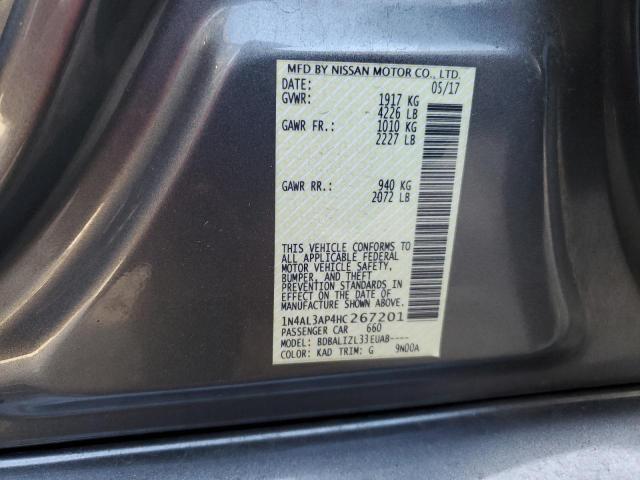 MFD BY NISSAN MOTOR CO., LTD.
DATE: 05/17
GVWR: 1917 KG
4226 LB
GAWR FR.: 1010 KG
2227 LB
GAWR RR.: 940 KG
2072 LB
THIS VEHICLE CONFORMS TO
ALL APPLICABLE FEDERAL
MOTOR VEHICLE SAFETY,
BUMPER, AND THEFT
PREVENTION STANDARDS IN
EFFECT ON THE DATE OF
MANUFACTURE SHOWN ABOVE.
1N4AL3AP4HC267201
PASSENGER CAR 660
MODEL: BDBALIZL33EUAB----
COLOR: KAD TRIM: G 9N00A